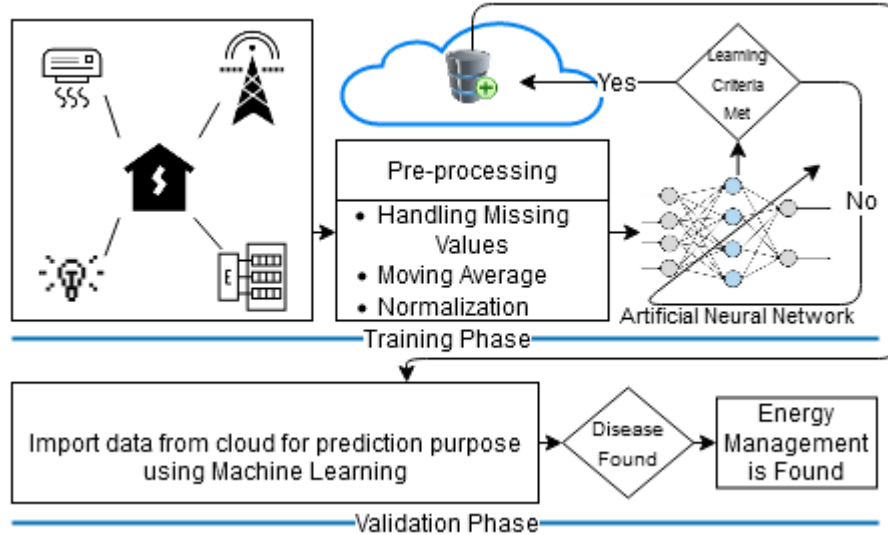 Learning
Criteria
Met
Yes
No
Pre-processing
• Handling Missing
Values
• Moving Average
• Normalization
E
Artificial Neural Network
Training Phase
Import data from cloud for prediction purpose
using Machine Learning
Disease
Found
Energy
Management
is Found
Validation Phase